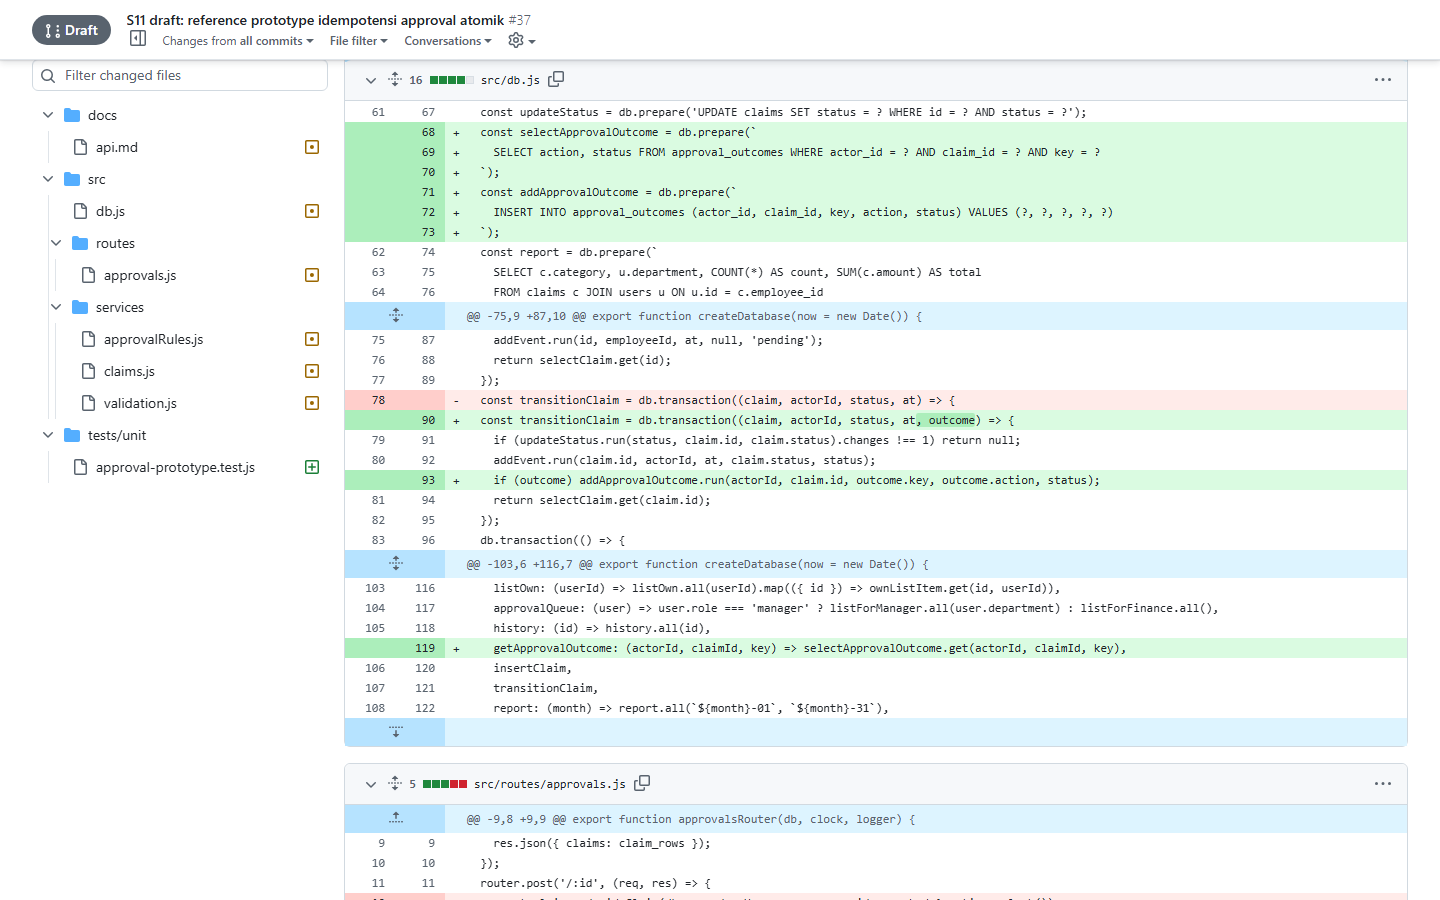 Draft
S11 draft: reference prototype idempotensi approval atomik #37
Changes from all commits File filter Conversations
Filter changed files
docs
api.md
src
db.js
routes
approvals.js
services
approvalRules.js
claims.js
validation.js
tests/unit
approval-prototype.test.js
16 src/db.js
61 67 const updateStatus = db.prepare('UPDATE claims SET status = ? WHERE id = ? AND status = ?');
68 + const selectApprovalOutcome = db.prepare(`
69 + SELECT action, status FROM approval_outcomes WHERE actor_id = ? AND claim_id = ? AND key = ?
70 + `);
71 + const addApprovalOutcome = db.prepare(`
72 + INSERT INTO approval_outcomes (actor_id, claim_id, key, action, status) VALUES (?, ?, ?, ?, ?)
73 + `);
62 74 const report = db.prepare(`
63 75 SELECT c.category, u.department, COUNT(*) AS count, SUM(c.amount) AS total
64 76 FROM claims c JOIN users u ON u.id = c.employee_id
@@ -75,9 +87,10 @@ export function createDatabase(now = new Date()) {
75 87 addEvent.run(id, employeeId, at, null, 'pending');
76 88 return selectClaim.get(id);
77 89 });
78 - const transitionClaim = db.transaction((claim, actorId, status, at) => {
90 + const transitionClaim = db.transaction((claim, actorId, status, at, outcome) => {
79 91 if (updateStatus.run(status, claim.id, claim.status).changes !== 1) return null;
80 92 addEvent.run(claim.id, actorId, at, claim.status, status);
93 + if (outcome) addApprovalOutcome.run(actorId, claim.id, outcome.key, outcome.action, status);
81 94 return selectClaim.get(claim.id);
82 95 });
83 96 db.transaction(() => {
@@ -103,6 +116,7 @@ export function createDatabase(now = new Date()) {
103 116 listOwn: (userId) => listOwn.all(userId).map(({ id }) => ownListItem.get(id, userId)),
104 117 approvalQueue: (user) => user.role === 'manager' ? listForManager.all(user.department) : listForFinance.all(),
105 118 history: (id) => history.all(id),
119 + getApprovalOutcome: (actorId, claimId, key) => selectApprovalOutcome.get(actorId, claimId, key),
106 120 insertClaim,
107 121 transitionClaim,
108 122 report: (month) => report.all(`${month}-01`, `${month}-31`),
5 src/routes/approvals.js
@@ -9,8 +9,9 @@ export function approvalsRouter(db, clock, logger) {
9 9 res.json({ claims: claim_rows });
10 10 });
11 11 router.post('/:id', (req, res) => {